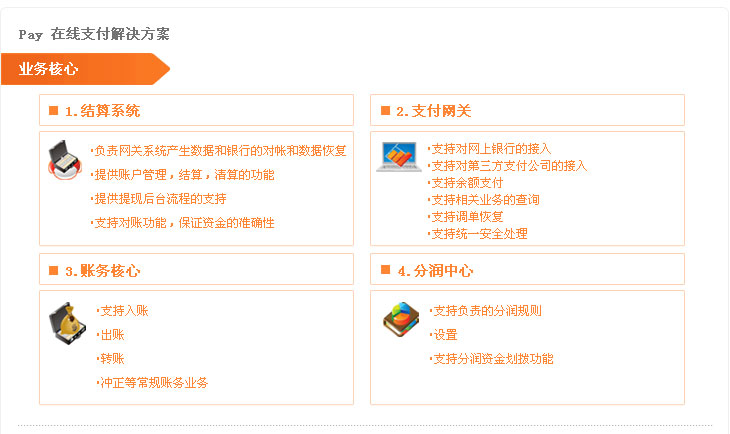 Pay 在线支付解决方案
业务核心
1.结算系统
·负责网关系统产生数据和银行的对帐和数据恢复
·提供账户管理，结算，清算的功能
·提供提现后台流程的支持
·支持对账功能，保证资金的准确性
2.支付网关
·支持对网上银行的接入
·支持对第三方支付公司的接入
·支持余额支付
·支持相关业务的查询
·支持调单恢复
·支持统一安全处理
3.账务核心
·支持入账
·出账
·转账
·冲正等常规账务业务
4.分润中心
·支持负责的分润规则
·设置
·支持分润资金划拨功能